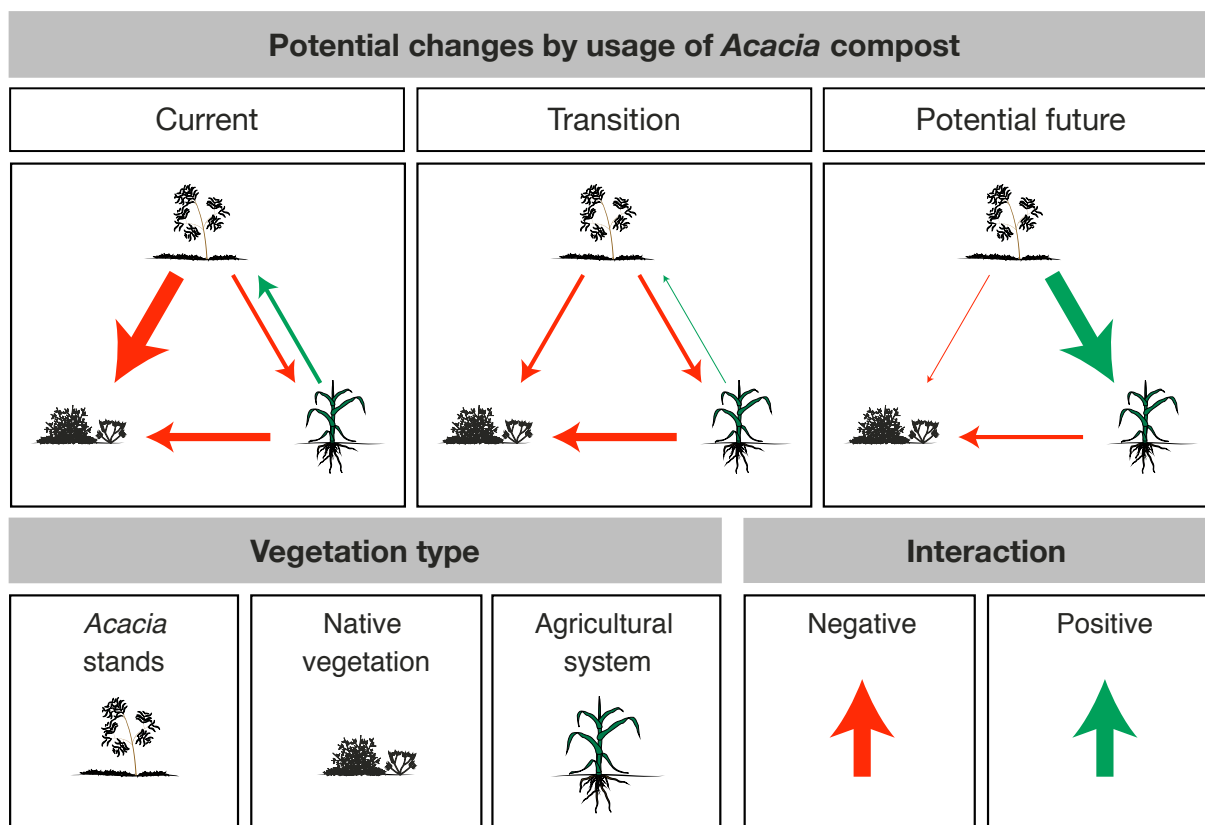 Potential changes by usage of Acacia compost
Current
Transition
Potential future
Vegetation type
Interaction
Acacia
stands
Native
vegetation
Agricultural
system
Negative
Positive